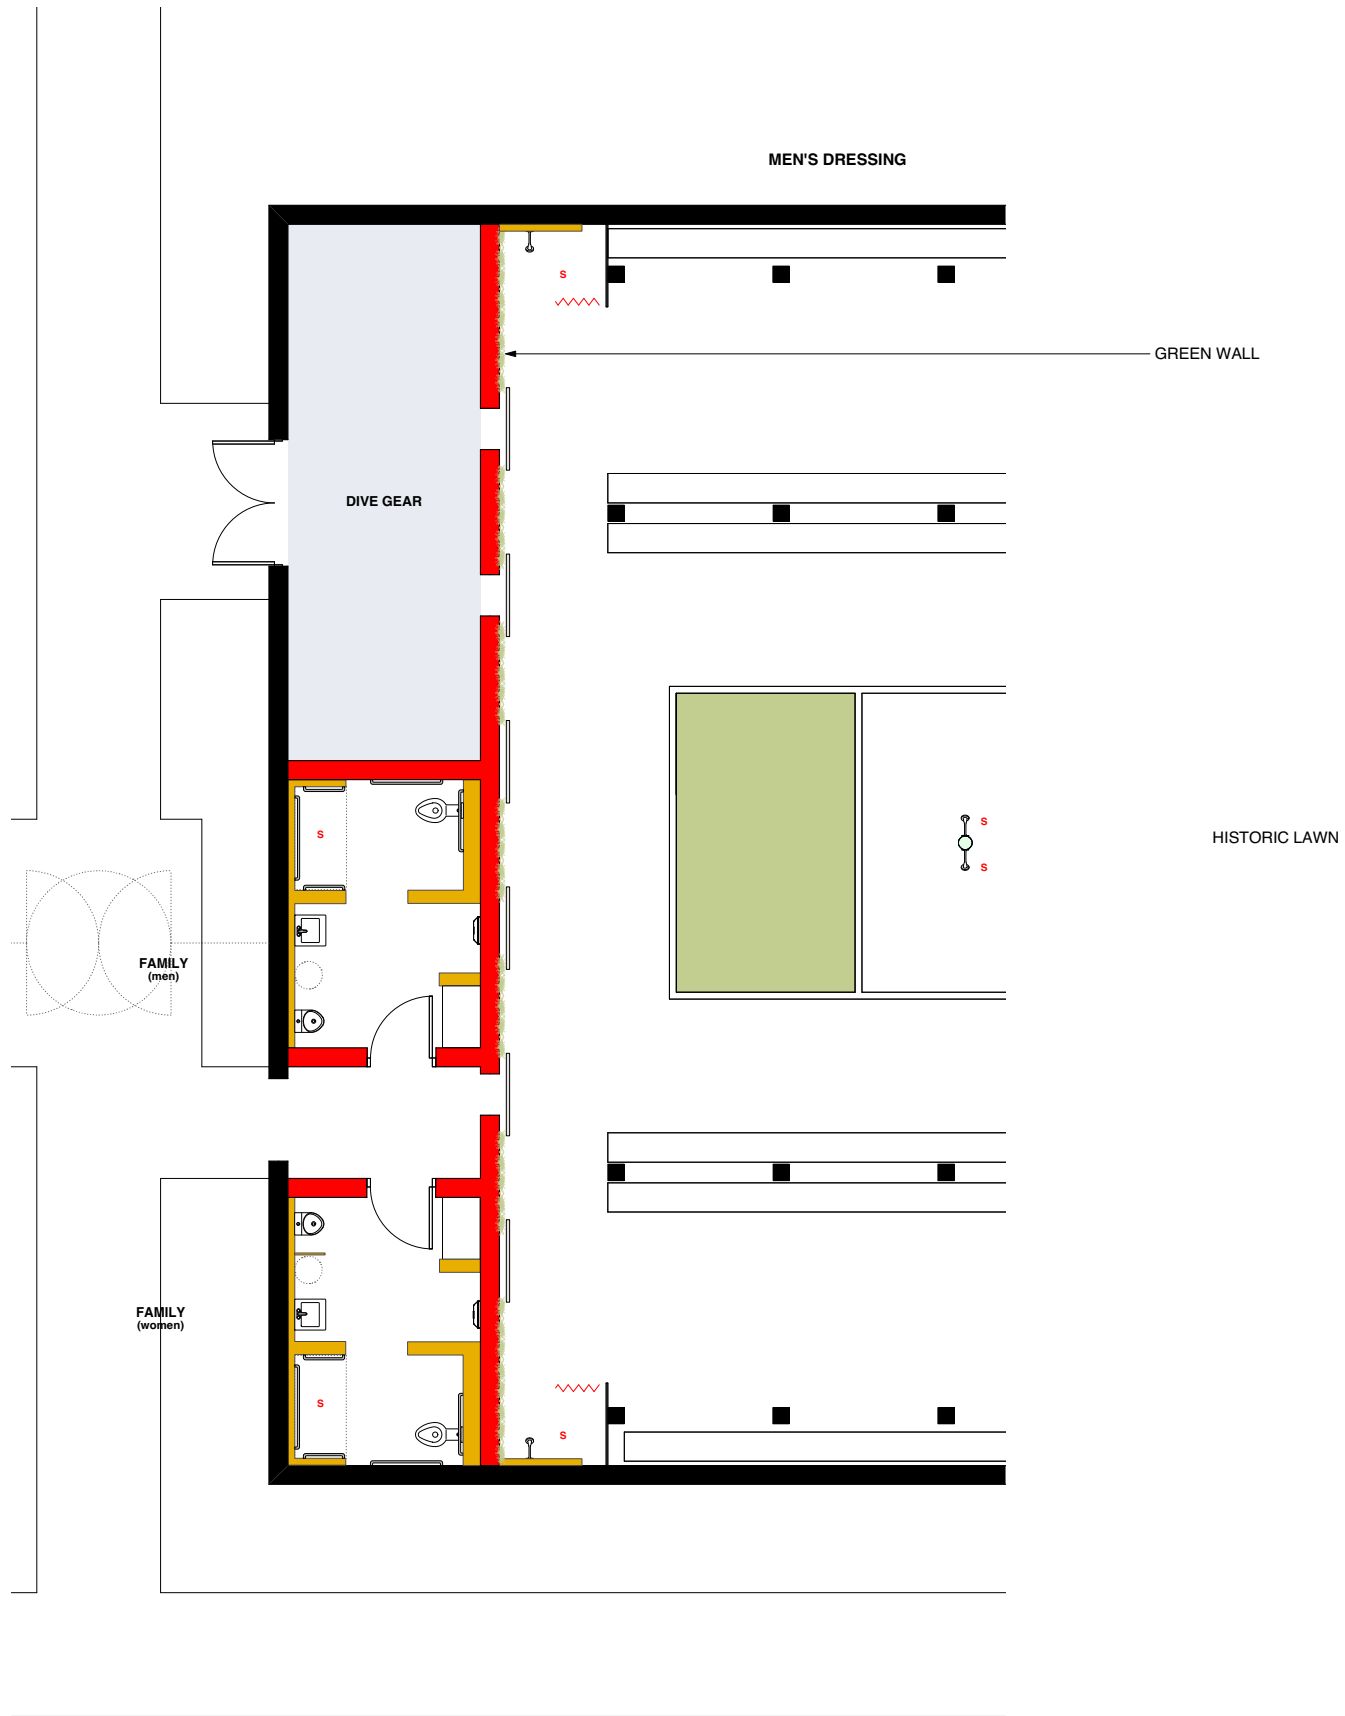 MEN'S DRESSING
S
GREEN WALL
DIVE GEAR
S
S
HISTORIC LAWN
S
FAMILY
(men)
FAMILY
(women)
S
S